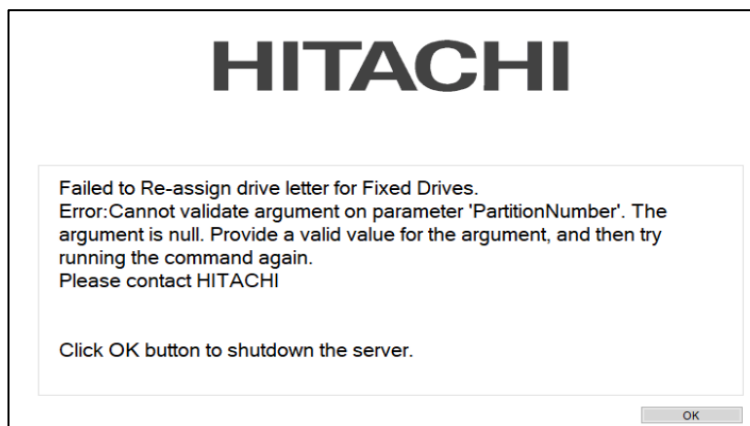 HITACHI
Failed to Re-assign drive letter for Fixed Drives.
Error:Cannot validate argument on parameter 'PartitionNumber'. The
argument is null. Provide a valid value for the argument, and then try
running the command again.
Please contact HITACHI
Click OK button to shutdown the server.
OK